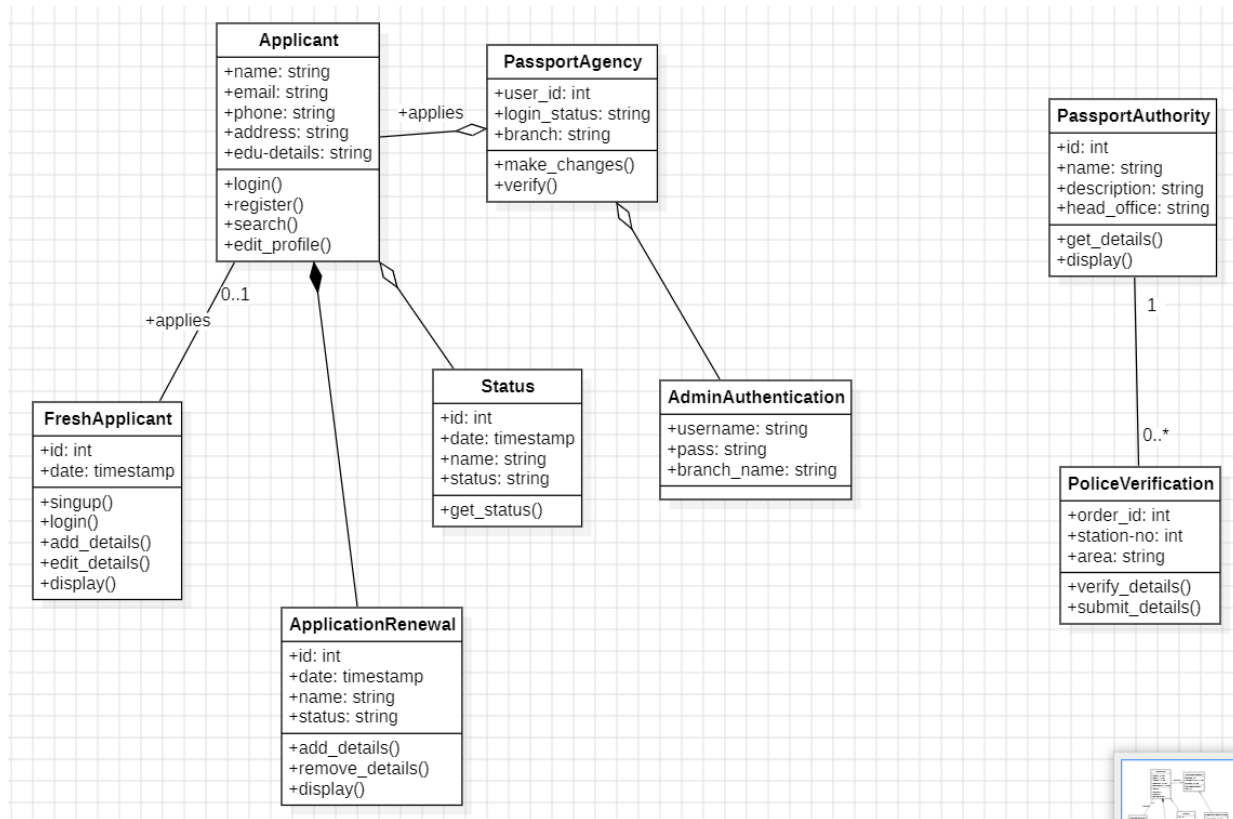 Applicant
+name: string
+email: string
+phone: string
+address: string
+edu-details: string
+login()
+register()
+search()
+edit_profile()
+applies
PassportAgency
+user_id: int
+login_status: string
+branch: string
+make_changes()
+verify()
PassportAuthority
+id: int
+name: string
+description: string
+head_office: string
+get_details()
+display()
0..1
+applies
1
0..*
FreshApplicant
+id: int
+date: timestamp
+singup()
+login()
+add_details()
+edit_details()
+display()
Status
+id: int
+date: timestamp
+name: string
+status: string
+get_status()
AdminAuthentication
+username: string
+pass: string
+branch_name: string
PoliceVerification
+order_id: int
+station-no: int
+area: string
+verify_details()
+submit_details()
ApplicationRenewal
+id: int
+date: timestamp
+name: string
+status: string
+add_details()
+remove_details()
+display()